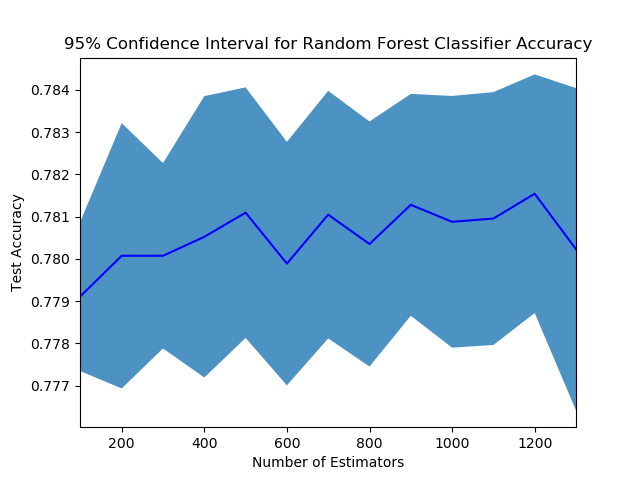 95% Confidence Interval for Random Forest Classifier Accuracy
0.784
0.783
0.782
0.781
0.780
0.779
0.778
0.777
Test Accuracy
200 400 600 800 1000 1200
Number of Estimators